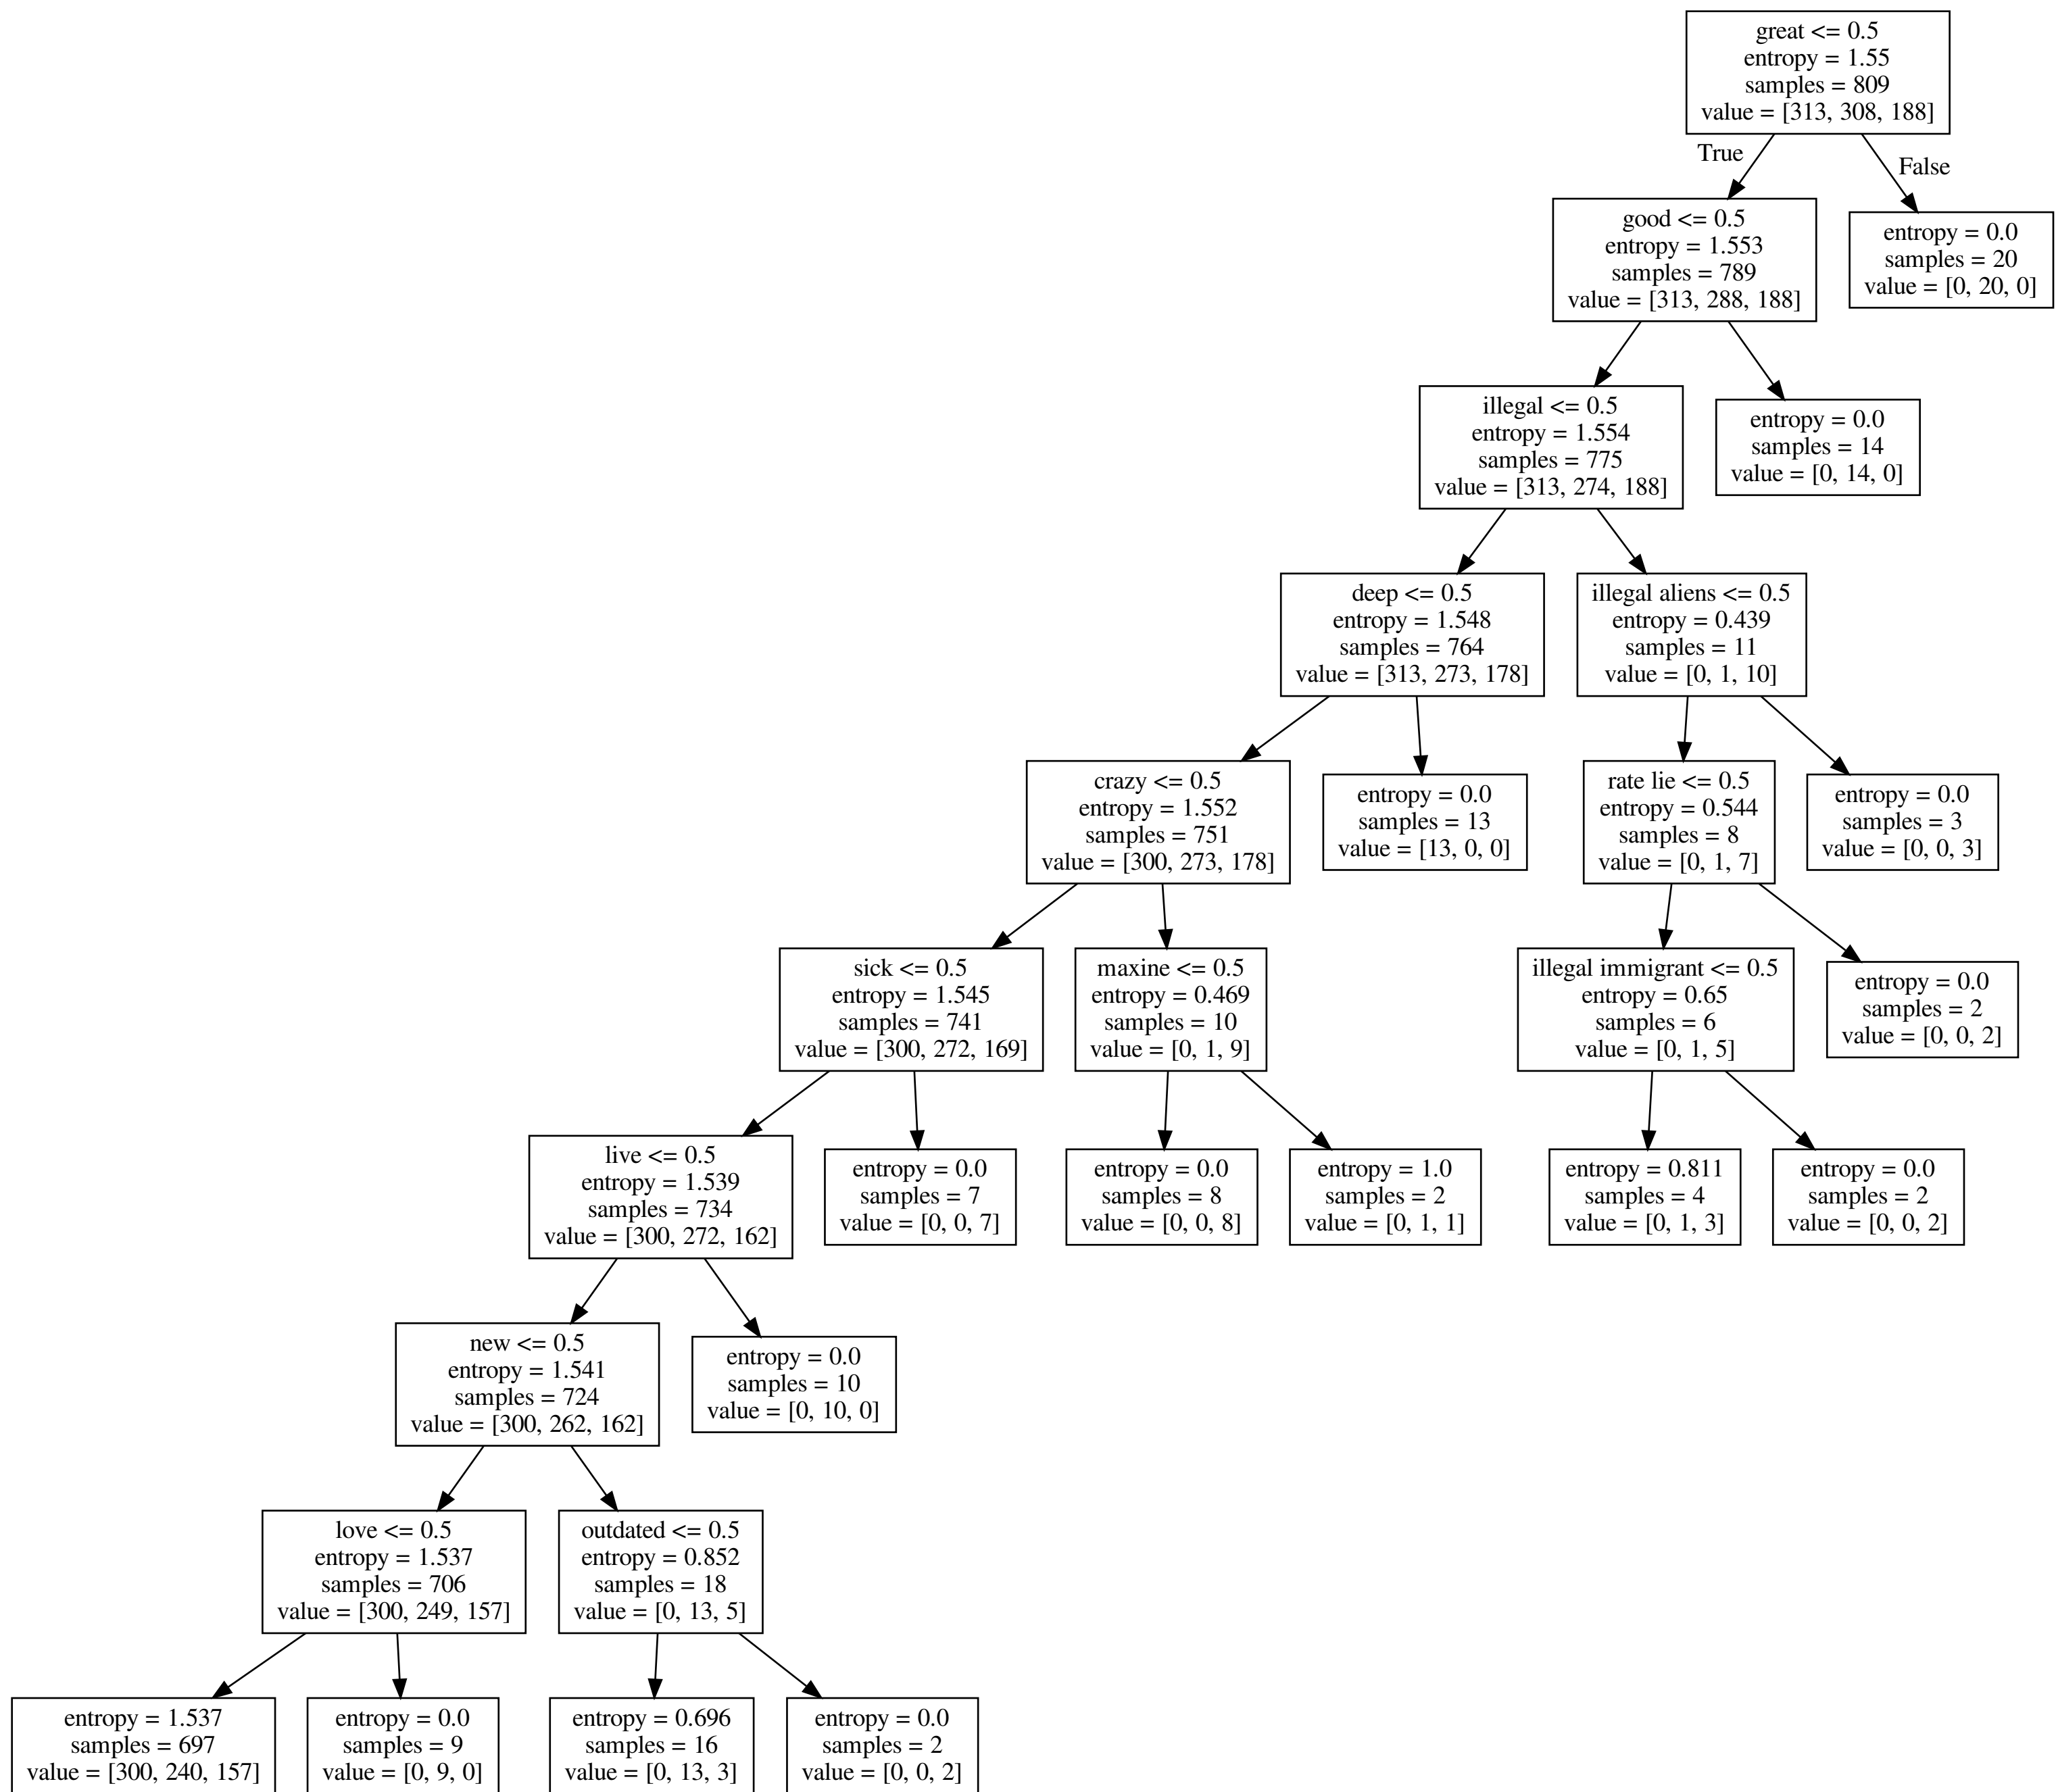 great <= 0.5
entropy = 1.55
samples = 809
value = [313, 308, 188]
True
False
good <= 0.5
entropy = 1.553
samples = 789
value = [313, 288, 188]
entropy = 0.0
samples = 20
value = [0, 20, 0]
illegal <= 0.5
entropy = 1.554
samples = 775
value = [313, 274, 188]
entropy = 0.0
samples = 14
value = [0, 14, 0]
deep <= 0.5
entropy = 1.548
samples = 764
value = [313, 273, 178]
illegal aliens <= 0.5
entropy = 0.439
samples = 11
value = [0, 1, 10]
crazy <= 0.5
entropy = 1.552
samples = 751
value = [300, 273, 178]
entropy = 0.0
samples = 13
value = [13, 0, 0]
rate lie <= 0.5
entropy = 0.544
samples = 8
value = [0, 1, 7]
entropy = 0.0
samples = 3
value = [0, 0, 3]
sick <= 0.5
entropy = 1.545
samples = 741
value = [300, 272, 169]
maxine <= 0.5
entropy = 0.469
samples = 10
value = [0, 1, 9]
illegal immigrant <= 0.5
entropy = 0.65
samples = 6
value = [0, 1, 5]
entropy = 0.0
samples = 2
value = [0, 0, 2]
live <= 0.5
entropy = 1.539
samples = 734
value = [300, 272, 162]
entropy = 0.0
samples = 7
value = [0, 0, 7]
entropy = 0.0
samples = 8
value = [0, 0, 8]
entropy = 1.0
samples = 2
value = [0, 1, 1]
entropy = 0.811
samples = 4
value = [0, 1, 3]
entropy = 0.0
samples = 2
value = [0, 0, 2]
new <= 0.5
entropy = 1.541
samples = 724
value = [300, 262, 162]
entropy = 0.0
samples = 10
value = [0, 10, 0]
love <= 0.5
entropy = 1.537
samples = 706
value = [300, 249, 157]
outdated <= 0.5
entropy = 0.852
samples = 18
value = [0, 13, 5]
entropy = 1.537
samples = 697
value = [300, 240, 157]
entropy = 0.0
samples = 9
value = [0, 9, 0]
entropy = 0.696
samples = 16
value = [0, 13, 3]
entropy = 0.0
samples = 2
value = [0, 0, 2]